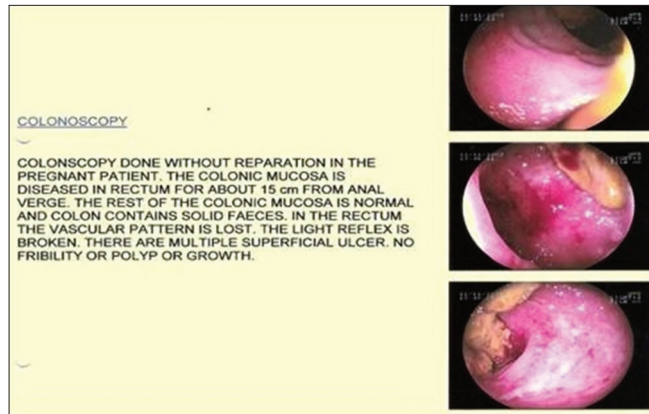 COLONOSCOPY
COLONSCOPY DONE WITHOUT REPARATION IN THE
PREGNANT PATIENT. THE COLONIC MUCOSA IS
DISEASED IN RECTUM FOR ABOUT 15 cm FROM ANAL
VERGE. THE REST OF THE COLONIC MUCOSA IS NORMAL
AND COLON CONTAINS SOLID FAECES. IN THE RECTUM
THE VASCULAR PATTERN IS LOST. THE LIGHT REFLEX IS
BROKEN. THERE ARE MULTIPLE SUPERFICIAL ULCER. NO
FRIBILITY OR POLYP OR GROWTH.